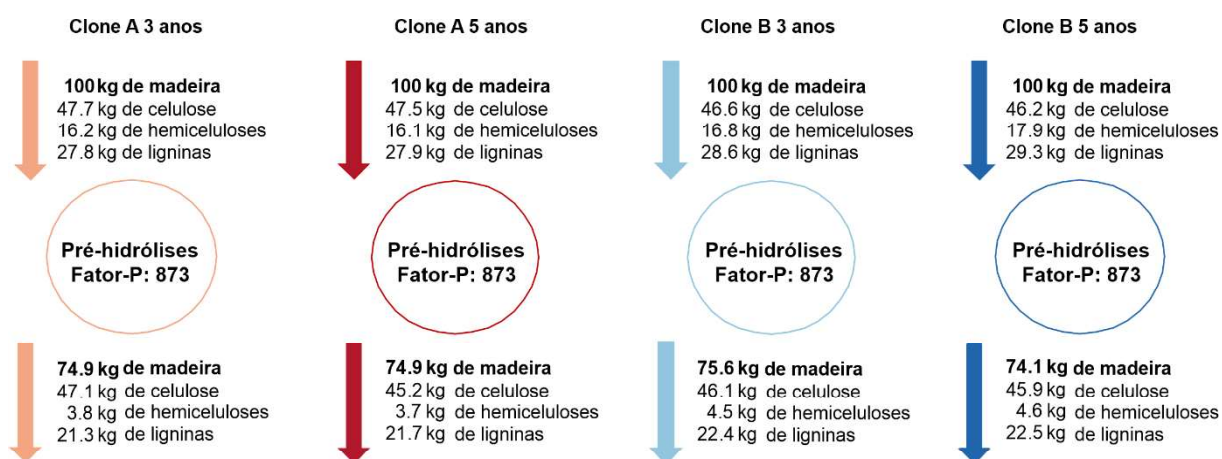 Clone A 3 anos
100 kg de madeira
47.7 kg de celulose
16.2 kg de hemiceluloses
27.8 kg de ligninas
Pré-hidrólises
Fator-P: 873
74.9 kg de madeira
47.1 kg de celulose
3.8 kg de hemiceluloses
21.3 kg de ligninas
Clone A 5 anos
100 kg de madeira
47.5 kg de celulose
16.1 kg de hemiceluloses
27.9 kg de ligninas
Pré-hidrólises
Fator-P: 873
74.9 kg de madeira
45.2 kg de celulose
3.7 kg de hemiceluloses
21.7 kg de ligninas
Clone B 3 anos
100 kg de madeira
46.6 kg de celulose
16.8 kg de hemiceluloses
28.6 kg de ligninas
Pré-hidrólises
Fator-P: 873
75.6 kg de madeira
46.1 kg de celulose
4.5 kg de hemiceluloses
22.4 kg de ligninas
Clone B 5 anos
100 kg de madeira
46.2 kg de celulose
17.9 kg de hemiceluloses
29.3 kg de ligninas
Pré-hidrólises
Fator-P: 873
74.1 kg de madeira
45.9 kg de celulose
4.6 kg de hemiceluloses
22.5 kg de ligninas